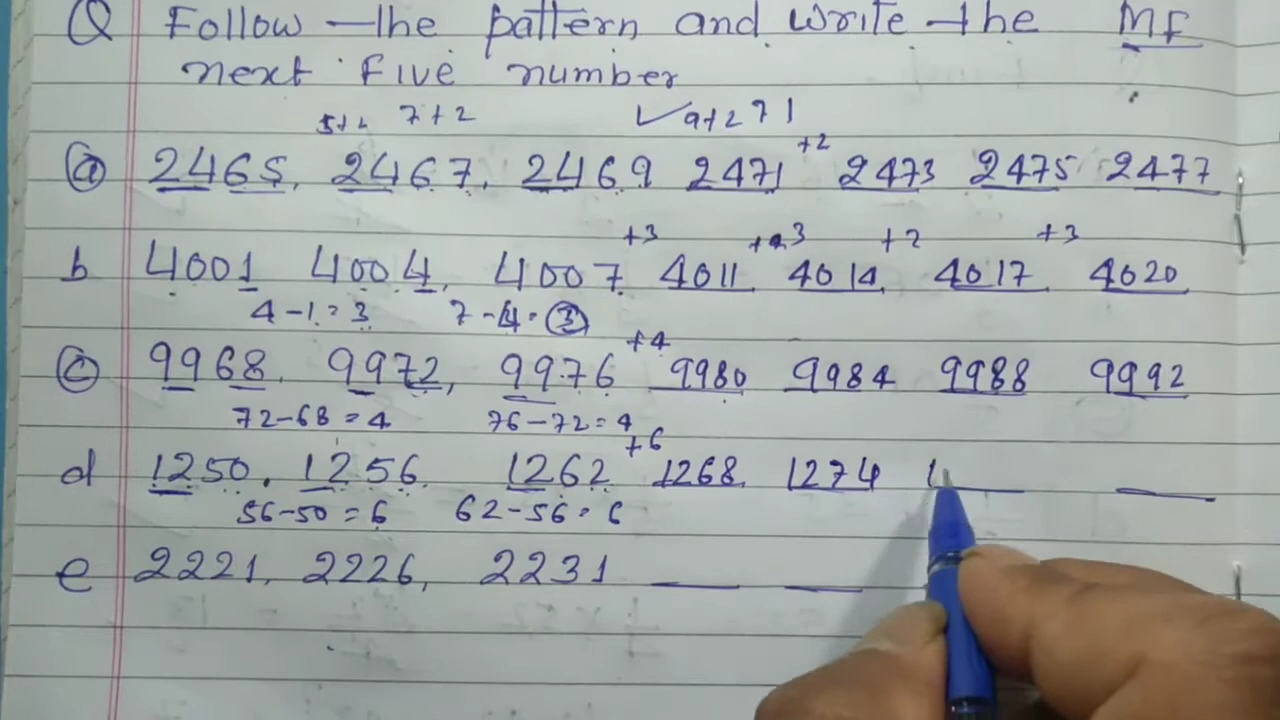 Q Follow the pattern and write the MF
next Five number
5+2 7+2 9+2 71
a 2465, 2467, 2469 2471 +2 2473 2475 2477
+3 +3 +2 +3
b 4001 4004, 4007 4011 4014 4017 4020
4-1=3 7-4=3
+4
c 9968, 9972, 9976 9980 9984 9988 9992
72-68=4 76-72=4
+6
d 1250, 1256 1262 1268 1274 1
56-50=6 62-56=6
e 2221, 2226, 2231